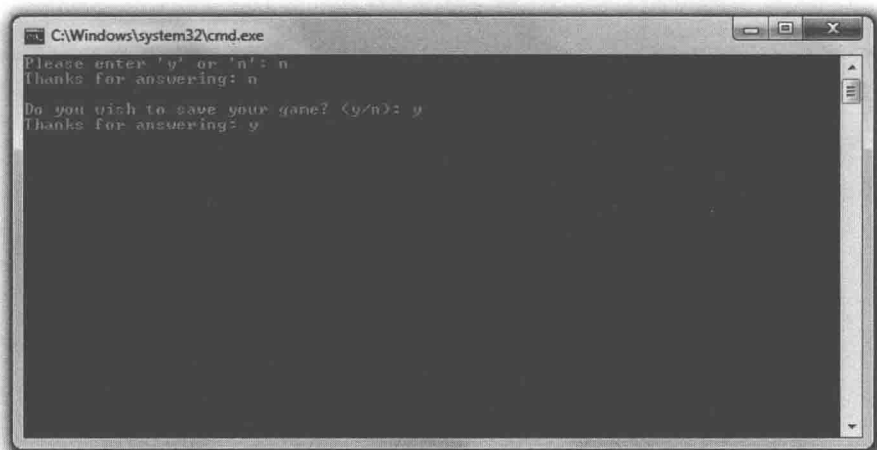 C:\Windows\system32\cmd.exe
Please enter 'y' or 'n': n
Thanks for answering: n
Do you wish to save your game? (y/n): y
Thanks for answering: y